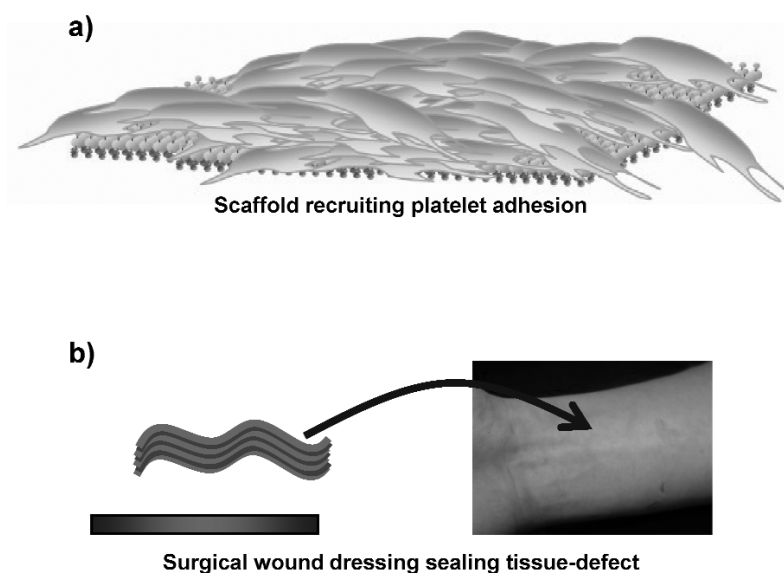 a)
Scaffold recruiting platelet adhesion
b)
Surgical wound dressing sealing tissue-defect